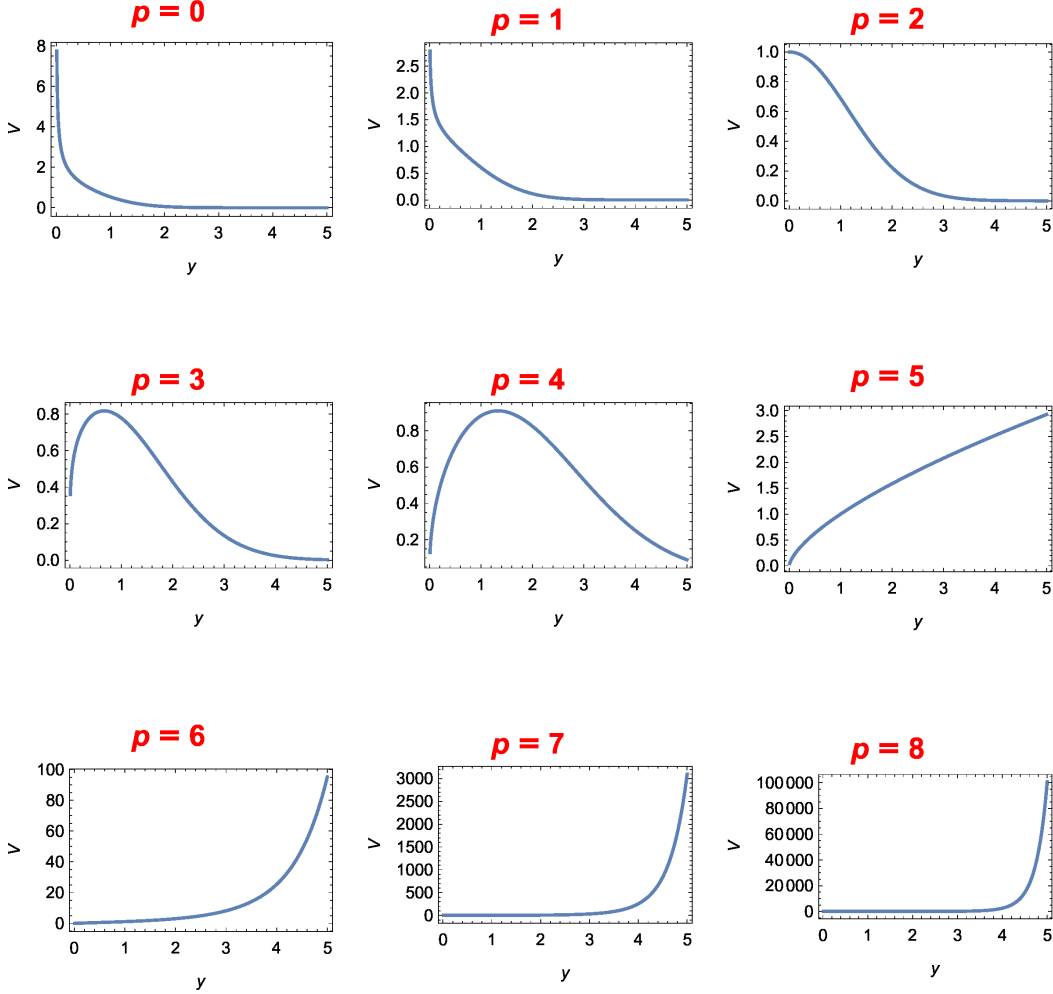 p = 0
p = 1
p = 2
8
6
4
2
0
V
0 1 2 3 4 5
y
2.5
2.0
1.5
1.0
0.5
0.0
V
0 1 2 3 4 5
y
1.0
0.8
0.6
0.4
0.2
0.0
V
0 1 2 3 4 5
y
p = 3
p = 4
p = 5
0.8
0.6
0.4
0.2
0.0
V
0 1 2 3 4 5
y
0.8
0.6
0.4
0.2
V
0 1 2 3 4 5
y
3.0
2.5
2.0
1.5
1.0
0.5
0.0
V
0 1 2 3 4 5
y
p = 6
p = 7
p = 8
100
80
60
40
20
0
V
0 1 2 3 4 5
y
3000
2500
2000
1500
1000
500
0
V
0 1 2 3 4 5
y
100 000
80 000
60 000
40 000
20 000
0
V
0 1 2 3 4 5
y